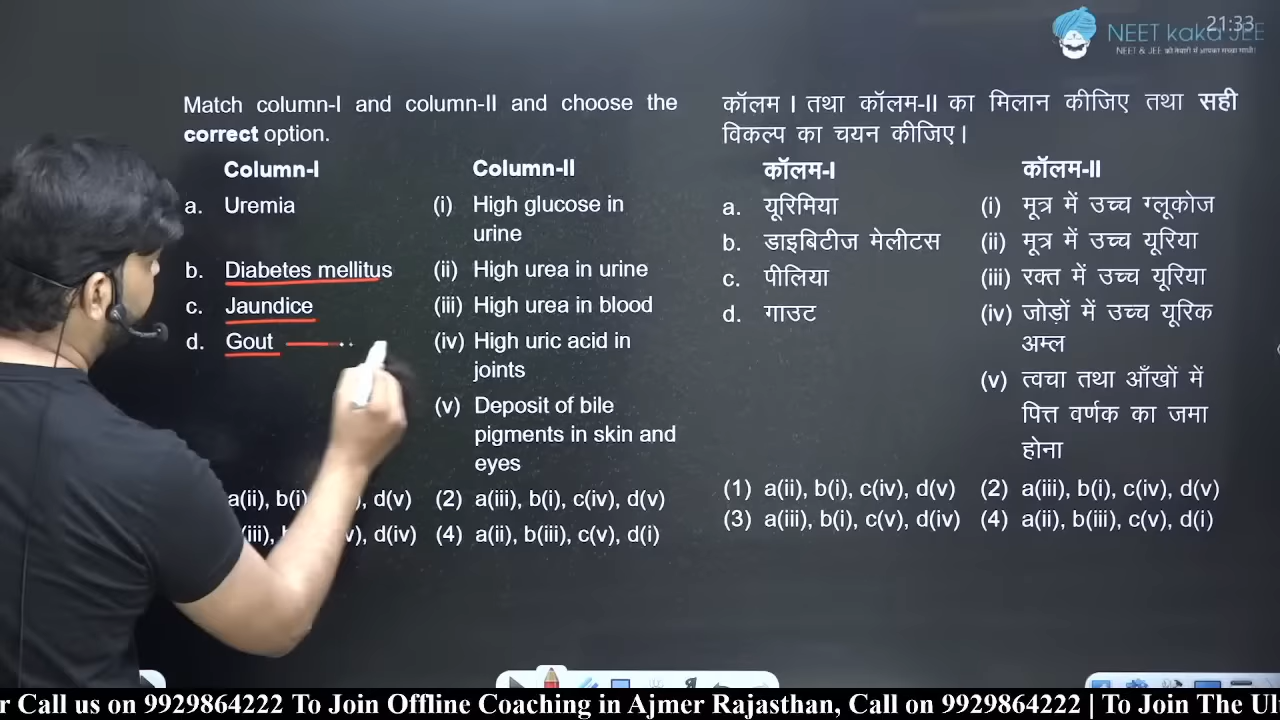 21:33
NEET kaka JEE
NEET & JEE की तैयारी में आपका सच्चा साथी!
Match column-I and column-II and choose the
correct option.
Column-I Column-II
a. Uremia (i) High glucose in
urine
b. Diabetes mellitus (ii) High urea in urine
c. Jaundice (iii) High urea in blood
d. Gout (iv) High uric acid in
joints
(v) Deposit of bile
pigments in skin and
eyes
a(ii), b(i), d(v) (2) a(iii), b(i), c(iv), d(v)
(iii), d(iv) (4) a(ii), b(iii), c(v), d(i)
कॉलम I तथा कॉलम-II का मिलान कीजिए तथा सही
विकल्प का चयन कीजिए।
कॉलम-I कॉलम-II
a. यूरिमिया (i) मूत्र में उच्च ग्लूकोज
b. डाइबिटीज मेलीटस (ii) मूत्र में उच्च यूरिया
c. पीलिया (iii) रक्त में उच्च यूरिया
d. गाउट (iv) जोड़ों में उच्च यूरिक
अम्ल
(v) त्वचा तथा आँखों में
पित्त वर्णक का जमा
होना
(1) a(ii), b(i), c(iv), d(v) (2) a(iii), b(i), c(iv), d(v)
(3) a(iii), b(i), c(v), d(iv) (4) a(ii), b(iii), c(v), d(i)
r Call us on 9929864222 To Join Offline Coaching in Ajmer Rajasthan, Call on 9929864222 | To Join The Ul